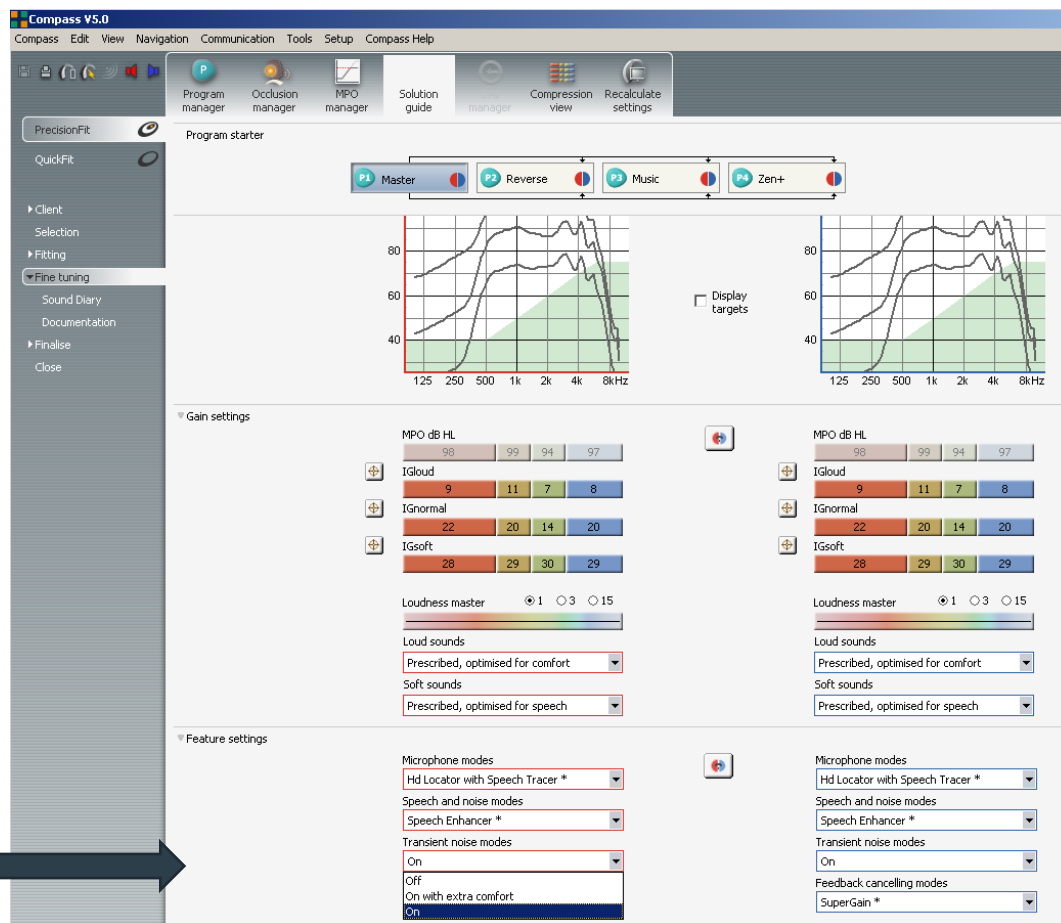 Compass V5.0
Compass Edit View Navigation Communication Tools Setup Compass Help
P
Program manager
Occlusion manager
MPO manager
Solution guide
manager
Compression view
Recalculate settings
PrecisionFit
QuickFit
Client
Selection
Fitting
Fine tuning
Sound Diary
Documentation
Finalise
Close
Program starter
P1 Master P2 Reverse P3 Music P4 Zen+
80 80
60 60
40 40
Display targets
125 250 500 1k 2k 4k 8kHz 125 250 500 1k 2k 4k 8kHz
Gain settings
MPO dB HL MPO dB HL
98 99 94 97 98 99 94 97
IGloud IGloud
9 11 7 8 9 11 7 8
IGnormal IGnormal
22 20 14 20 22 20 14 20
IGsoft IGsoft
28 29 30 29 28 29 30 29
Loudness master 1 3 15 Loudness master 1 3 15
Loud sounds Loud sounds
Prescribed, optimised for comfort Prescribed, optimised for comfort
Soft sounds Soft sounds
Prescribed, optimised for speech Prescribed, optimised for speech
Feature settings
Microphone modes Microphone modes
Hd Locator with Speech Tracer * Hd Locator with Speech Tracer *
Speech and noise modes Speech and noise modes
Speech Enhancer * Speech Enhancer *
Transient noise modes Transient noise modes
On On
Off Feedback cancelling modes
On with extra comfort SuperGain *
On